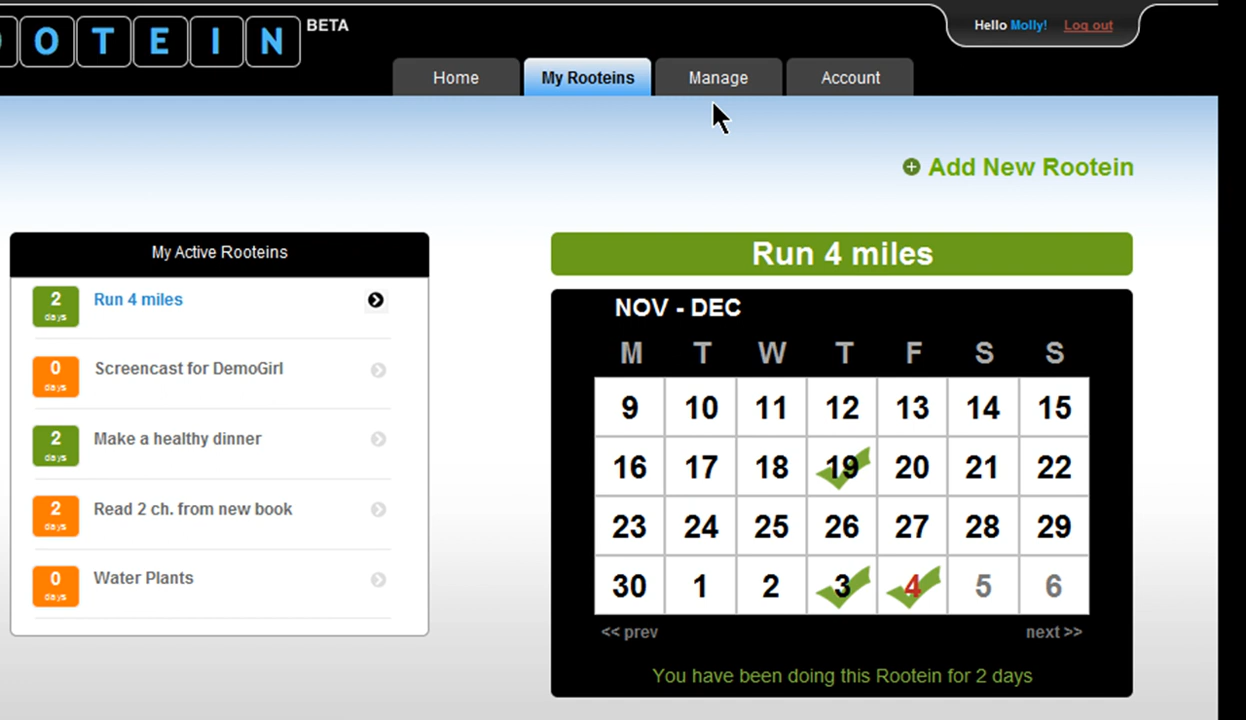 OTEIN BETA
Hello Molly! Log out
Home My Rooteins Manage Account
Add New Rootein
My Active Rooteins
2 days Run 4 miles
0 days Screencast for DemoGirl
2 days Make a healthy dinner
2 days Read 2 ch. from new book
0 days Water Plants
Run 4 miles
NOV - DEC
M T W T F S S
9 10 11 12 13 14 15
16 17 18 19 20 21 22
23 24 25 26 27 28 29
30 1 2 3 4 5 6
<< prev next >>
You have been doing this Rootein for 2 days